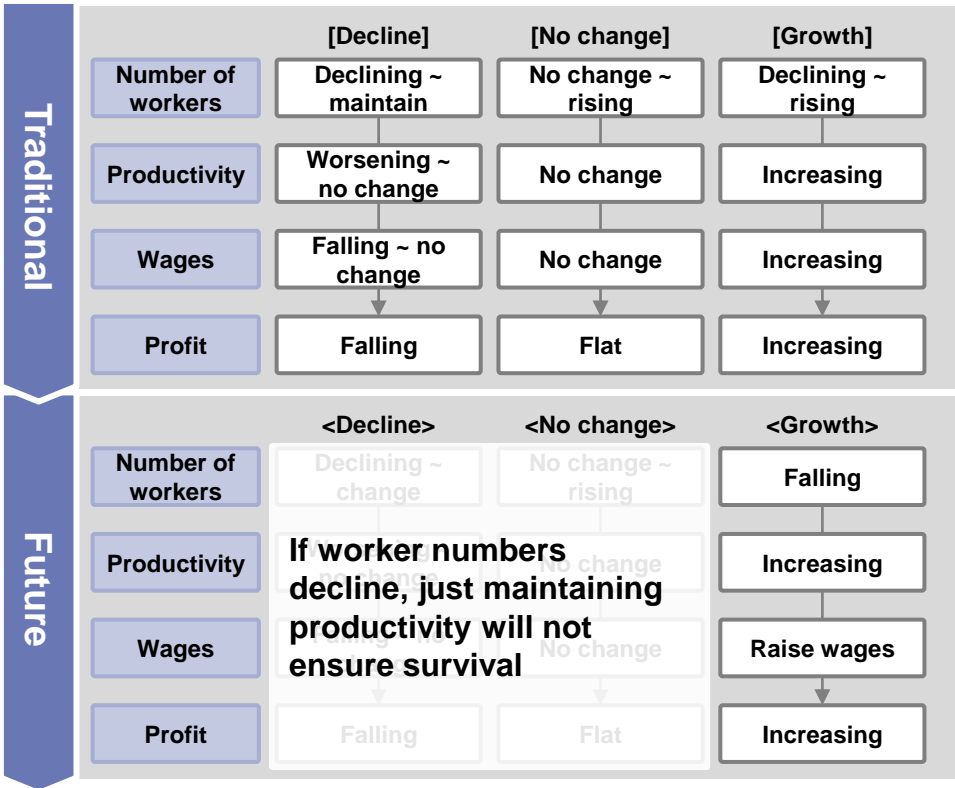 Traditional
[Decline] [No change] [Growth]
Number of
workers
Declining ~
maintain
No change ~
rising
Declining ~
rising
Productivity
Worsening ~
no change
No change
Increasing
Wages
Falling ~ no
change
No change
Increasing
Profit
Falling
Flat
Increasing
Future
<Decline> <No change> <Growth>
Number of
workers
Declining ~
change
No change ~
rising
Falling
Productivity
no change
No change
Increasing
If worker numbers
decline, just maintaining
productivity will not
ensure survival
Wages
No change
Raise wages
Profit
Falling
Flat
Increasing